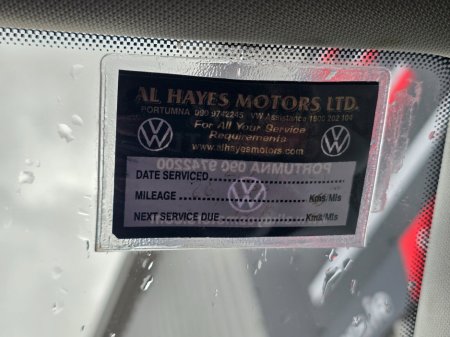 AL HAYES MOTORS LTD.
PORTUMNA 090 9742245 VW Assistance 1800 202 104
For All Your Service
Requirements
www.alhayesmotors.com
PORTUMNA 090 9742200
DATE SERVICED
MILEAGE Kms/Mls
NEXT SERVICE DUE Kms/Mls